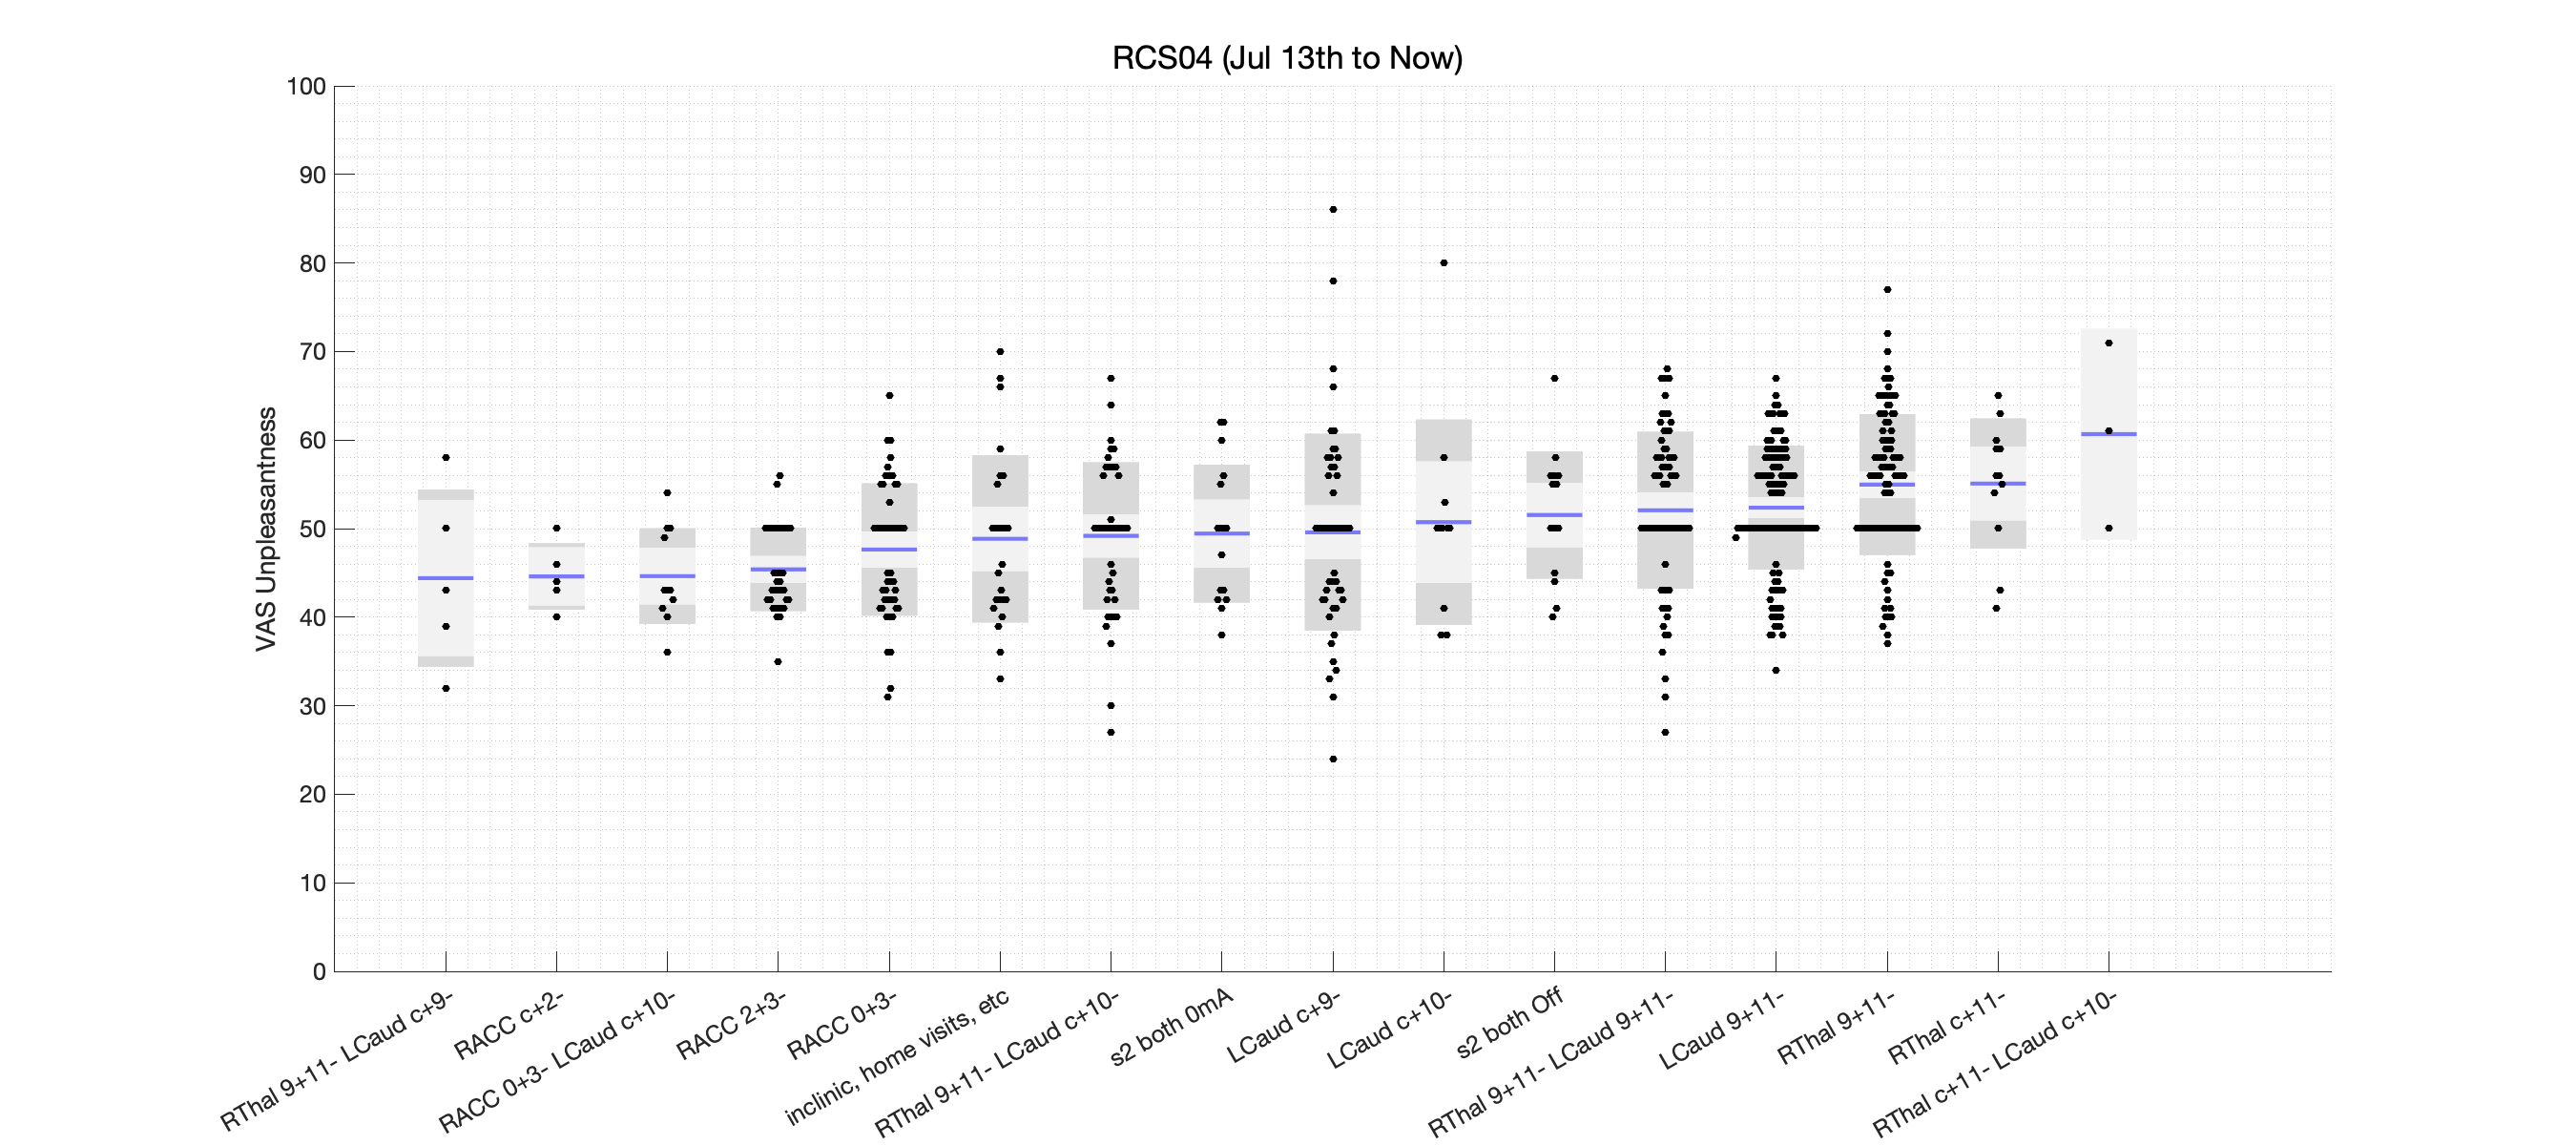 RCS04 (Jul 13th to Now)
VAS Unpleasantness
100
90
80
70
60
50
40
30
20
10
0
RThal 9+11- LCaud c+9-
RACC c+2-
RACC 0+3- LCaud c+10-
RACC 2+3-
RACC 0+3-
inclinic, home visits, etc
RThal 9+11- LCaud c+10-
s2 both 0mA
LCaud c+9-
LCaud c+10-
s2 both Off
RThal 9+11- LCaud 9+11-
LCaud 9+11-
RThal 9+11-
RThal c+11-
RThal c+11- LCaud c+10-